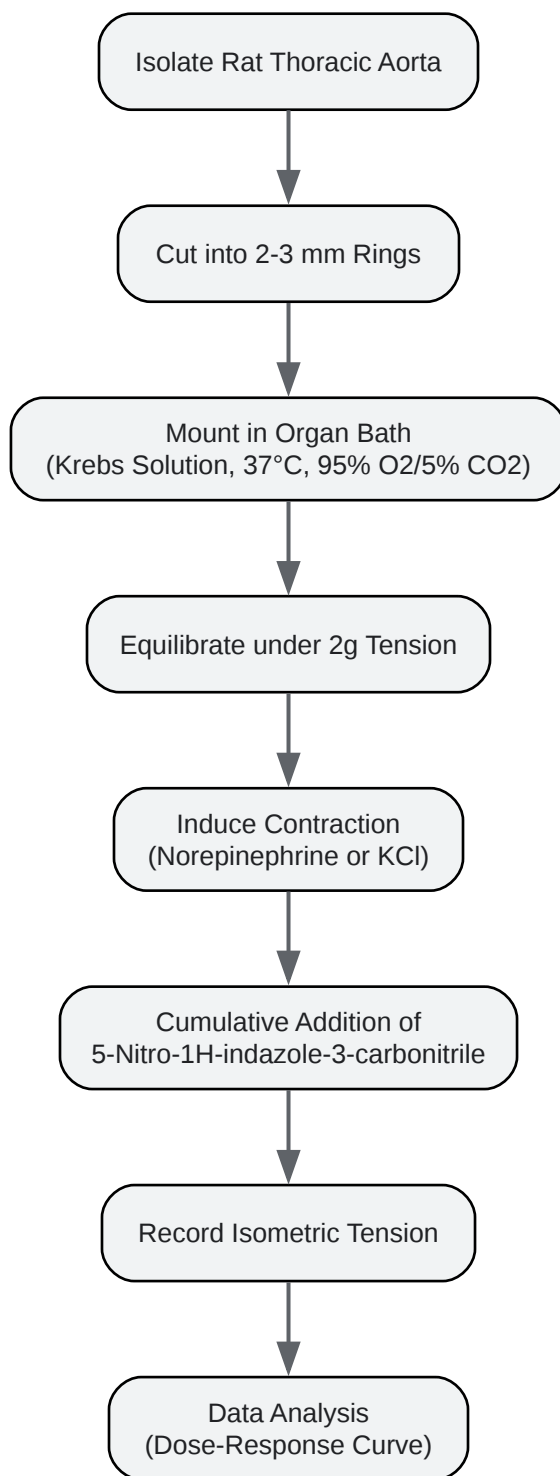 Isolate Rat Thoracic Aorta
Cut into 2-3 mm Rings
Mount in Organ Bath
(Krebs Solution, 37°C, 95% O2/5% CO2)
Equilibrate under 2g Tension
Induce Contraction
(Norepinephrine or KCl)
Cumulative Addition of
5-Nitro-1H-indazole-3-carbonitrile
Record Isometric Tension
Data Analysis
(Dose-Response Curve)